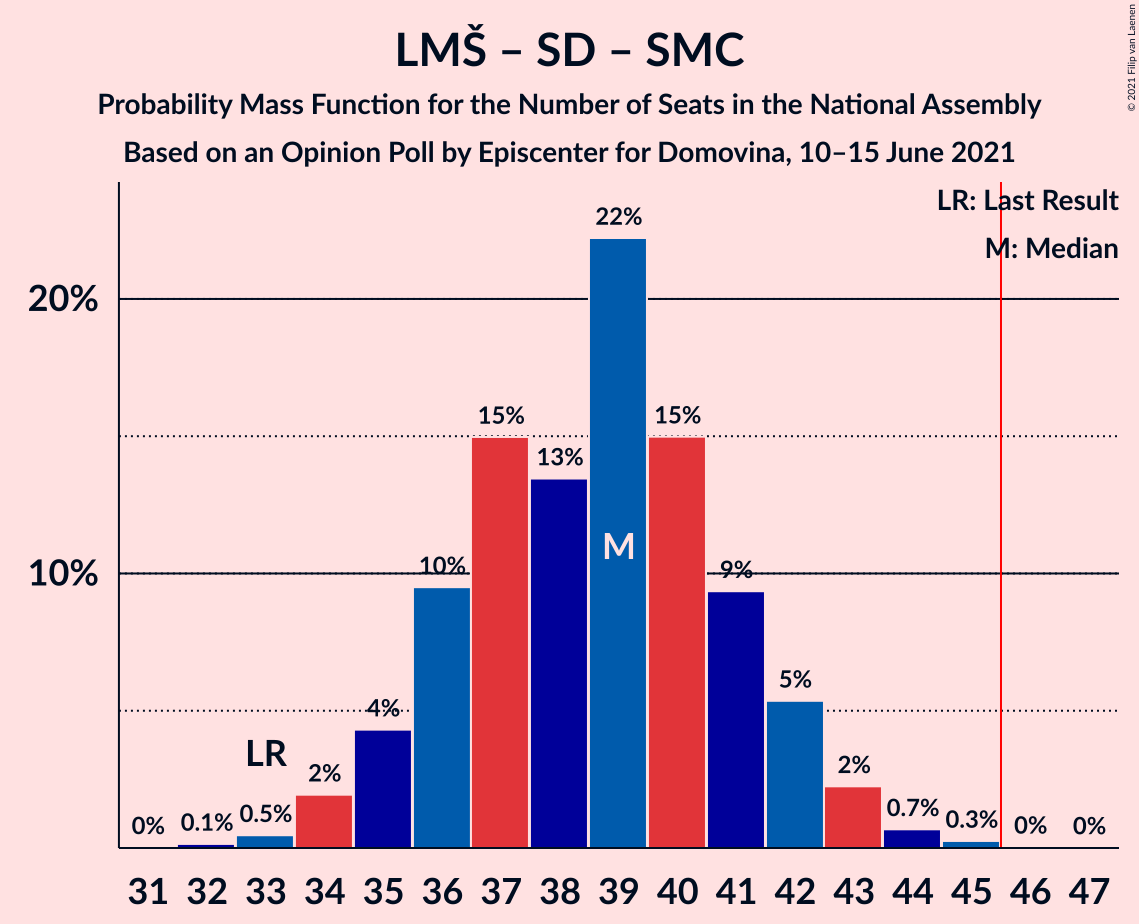 LMŠ – SD – SMC
Probability Mass Function for the Number of Seats in the National Assembly
Based on an Opinion Poll by Episcenter for Domovina, 10–15 June 2021
© 2021 Filip van Laenen
LR: Last Result
M: Median
20%
10%
0%
0.1%
0.5%
2%
4%
10%
15%
13%
22%
15%
9%
5%
2%
0.7%
0.3%
0%
0%
LR
M
31 32 33 34 35 36 37 38 39 40 41 42 43 44 45 46 47